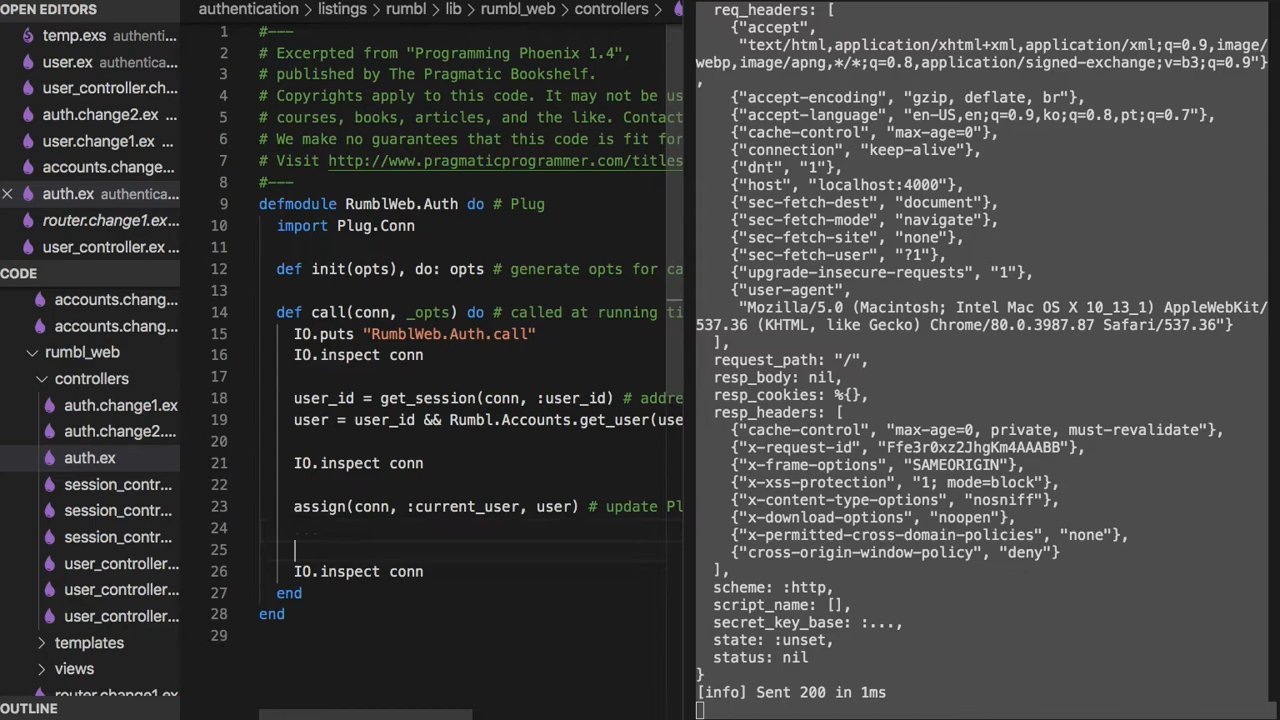 OPEN EDITORS
temp.exs authenti...
user.ex authentica...
user_controller.ch...
auth.change2.ex
user.change1.ex
accounts.change...
auth.ex authentica...
router.change1.ex...
user_controller.ex
CODE
accounts.chang...
accounts.chang...
rumbl_web
controllers
auth.change1.ex
auth.change2....
auth.ex
session_contr...
session_contr...
session_contr...
user_controller...
user_controller...
user_controller...
templates
views
router.change1.ex
OUTLINE
authentication > listings > rumbl > lib > rumbl_web > controllers >
1 #---
2 # Excerpted from "Programming Phoenix 1.4",
3 # published by The Pragmatic Bookshelf.
4 # Copyrights apply to this code. It may not be us
5 # courses, books, articles, and the like. Contact
6 # We make no guarantees that this code is fit for
7 # Visit http://www.pragmaticprogrammer.com/titles
8 #---
9 defmodule RumblWeb.Auth do # Plug
10 import Plug.Conn
11
12 def init(opts), do: opts # generate opts for ca
13
14 def call(conn, _opts) do # called at running ti
15 IO.puts "RumblWeb.Auth.call"
16 IO.inspect conn
17
18 user_id = get_session(conn, :user_id) # addre
19 user = user_id && Rumbl.Accounts.get_user(use
20
21 IO.inspect conn
22
23 assign(conn, :current_user, user) # update Pl
24
25
26 IO.inspect conn
27 end
28 end
29
req_headers: [
{"accept",
"text/html,application/xhtml+xml,application/xml;q=0.9,image/
webp,image/apng,*/*;q=0.8,application/signed-exchange;v=b3;q=0.9"}
,
{"accept-encoding", "gzip, deflate, br"},
{"accept-language", "en-US,en;q=0.9,ko;q=0.8,pt;q=0.7"},
{"cache-control", "max-age=0"},
{"connection", "keep-alive"},
{"dnt", "1"},
{"host", "localhost:4000"},
{"sec-fetch-dest", "document"},
{"sec-fetch-mode", "navigate"},
{"sec-fetch-site", "none"},
{"sec-fetch-user", "?1"},
{"upgrade-insecure-requests", "1"},
{"user-agent",
"Mozilla/5.0 (Macintosh; Intel Mac OS X 10_13_1) AppleWebKit/
537.36 (KHTML, like Gecko) Chrome/80.0.3987.87 Safari/537.36"}
],
request_path: "/",
resp_body: nil,
resp_cookies: %{},
resp_headers: [
{"cache-control", "max-age=0, private, must-revalidate"},
{"x-request-id", "Ffe3r0xz2JhgKm4AAABB"},
{"x-frame-options", "SAMEORIGIN"},
{"x-xss-protection", "1; mode=block"},
{"x-content-type-options", "nosniff"},
{"x-download-options", "noopen"},
{"x-permitted-cross-domain-policies", "none"},
{"cross-origin-window-policy", "deny"}
],
scheme: :http,
script_name: [],
secret_key_base: :...,
state: :unset,
status: nil
}
[info] Sent 200 in 1ms